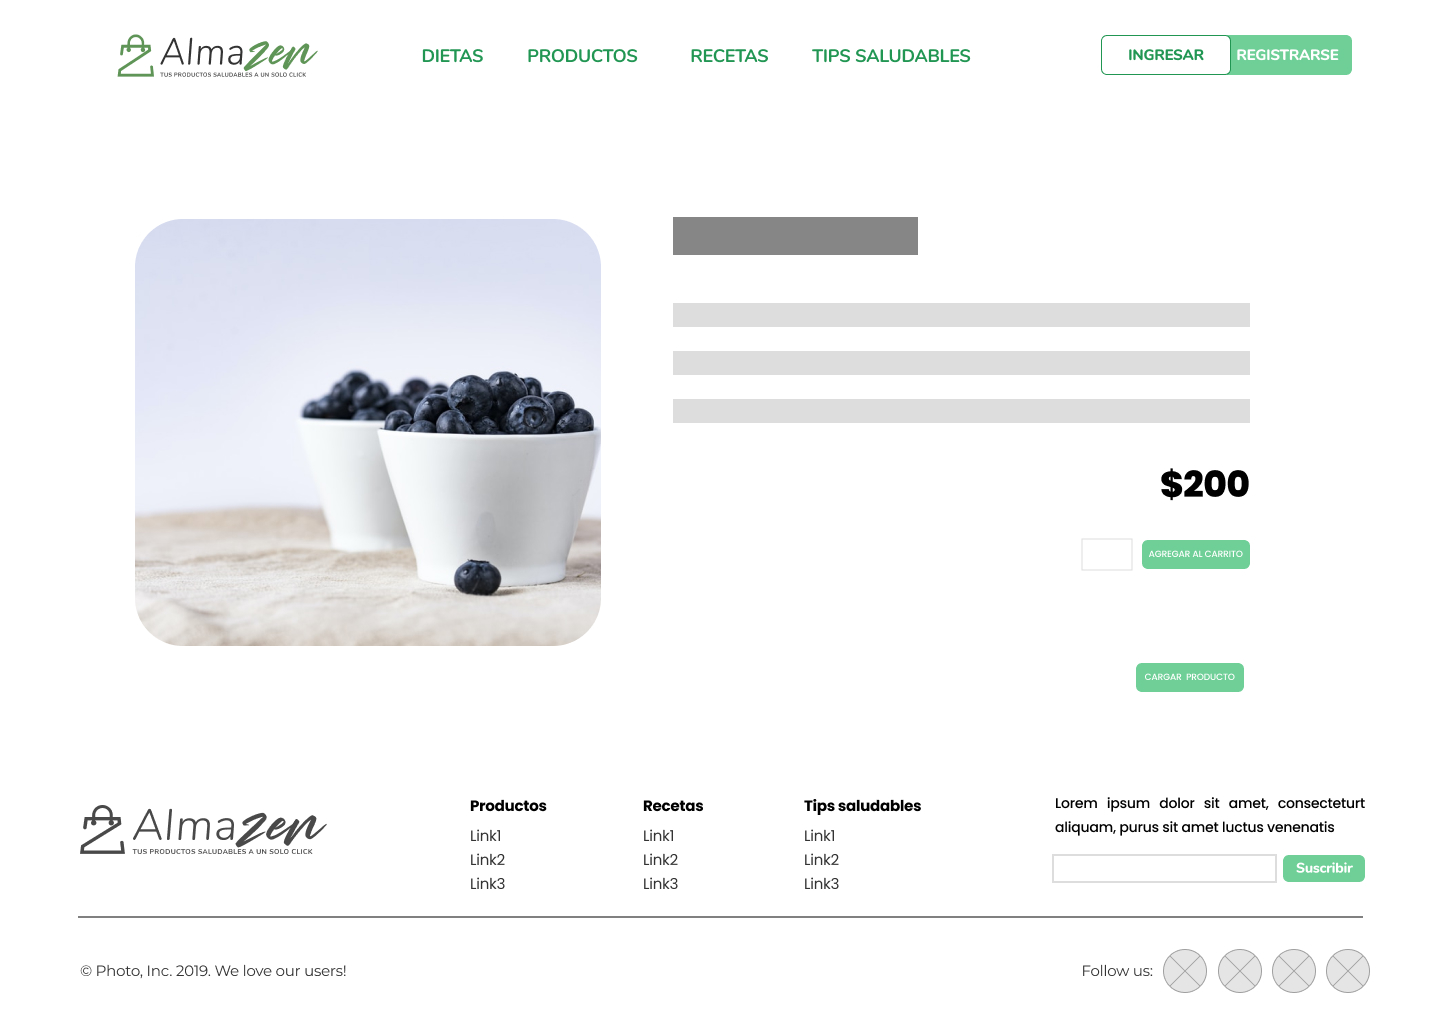 Almazen
TUS PRODUCTOS SALUDABLES A UN SOLO CLICK
DIETAS
PRODUCTOS
RECETAS
TIPS SALUDABLES
INGRESAR
REGISTRARSE
$200
AGREGAR AL CARRITO
CARGAR PRODUCTO
Almazen
TUS PRODUCTOS SALUDABLES A UN SOLO CLICK
Productos
Link1
Link2
Link3
Recetas
Link1
Link2
Link3
Tips saludables
Link1
Link2
Link3
Lorem ipsum dolor sit amet, consecteturt
aliquam, purus sit amet luctus venenatis
Suscribir
© Photo, Inc. 2019. We love our users!
Follow us: